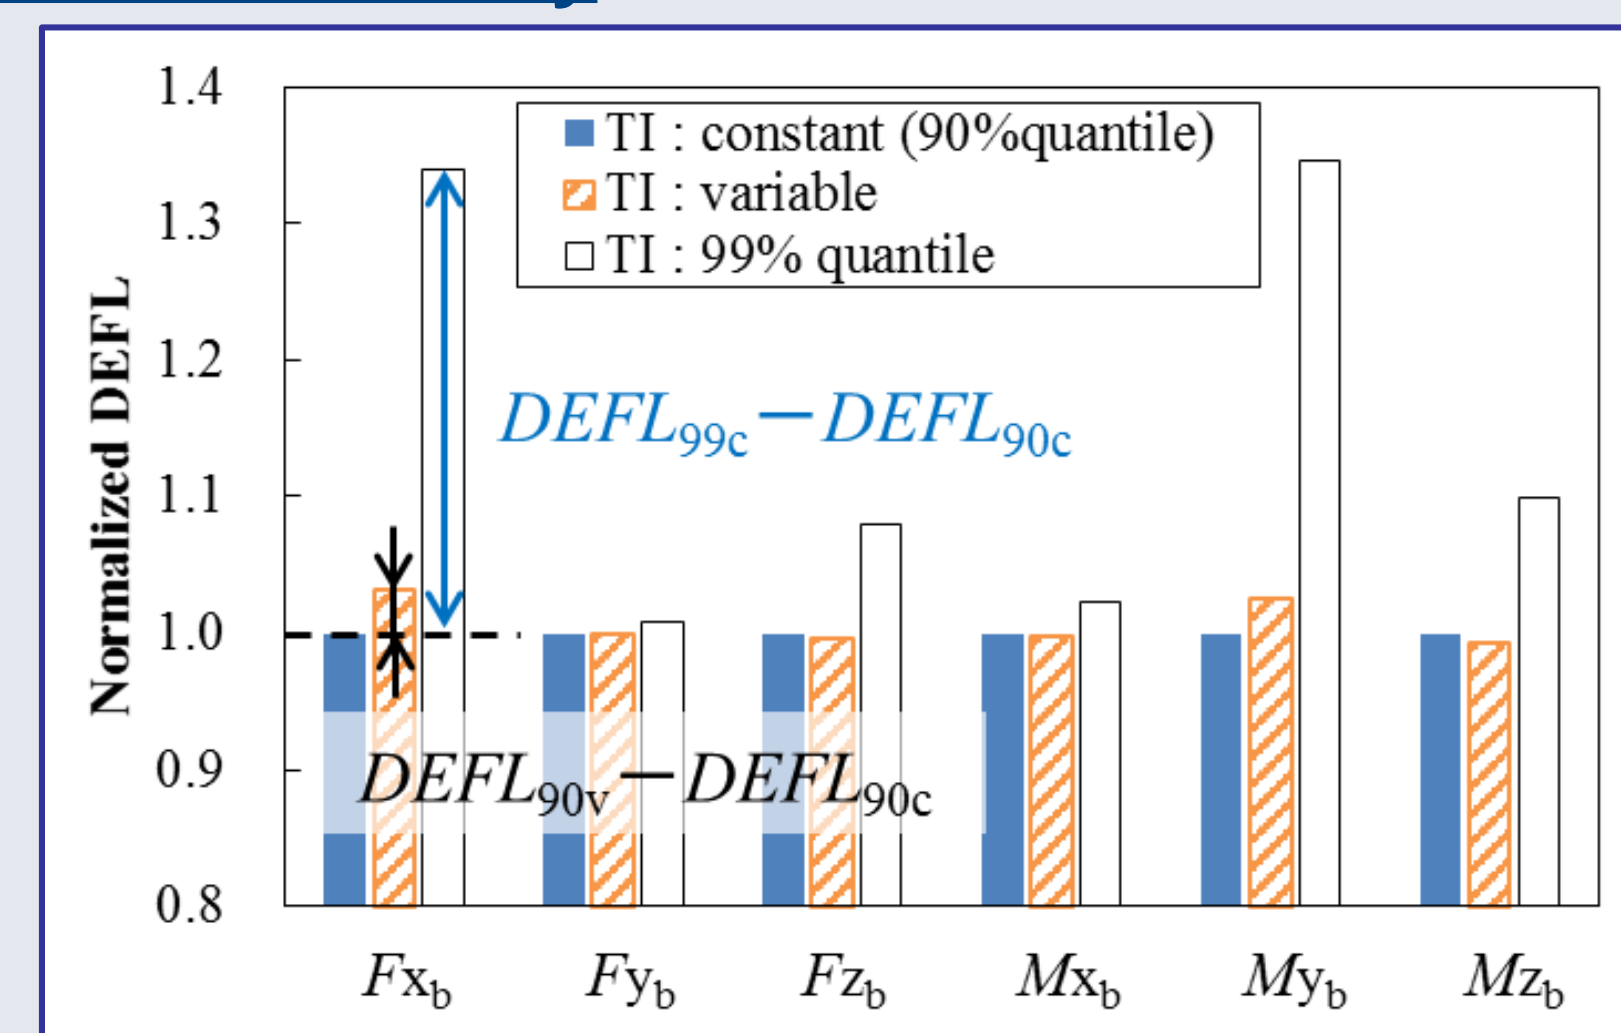 1.4
TI : constant (90%quantile)
TI : variable
TI : 99% quantile
1.3
1.2
1.1
1.0
0.9
0.8
Normalized DEFL
DEFL99c－DEFL90c
DEFL90v－DEFL90c
Fxb Fyb Fzb Mxb Myb Mzb